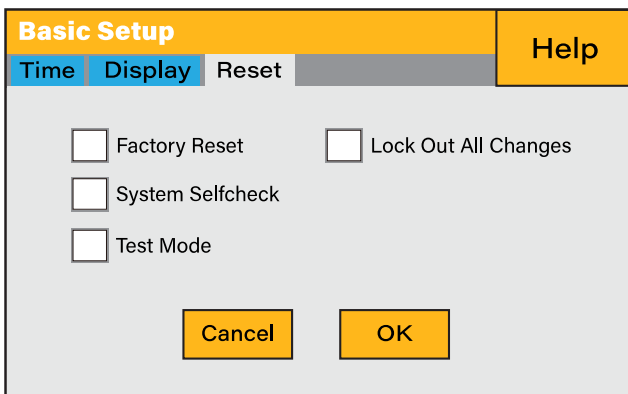 Basic Setup
Help
Time Display Reset
Factory Reset
Lock Out All Changes
System Selfcheck
Test Mode
Cancel
OK